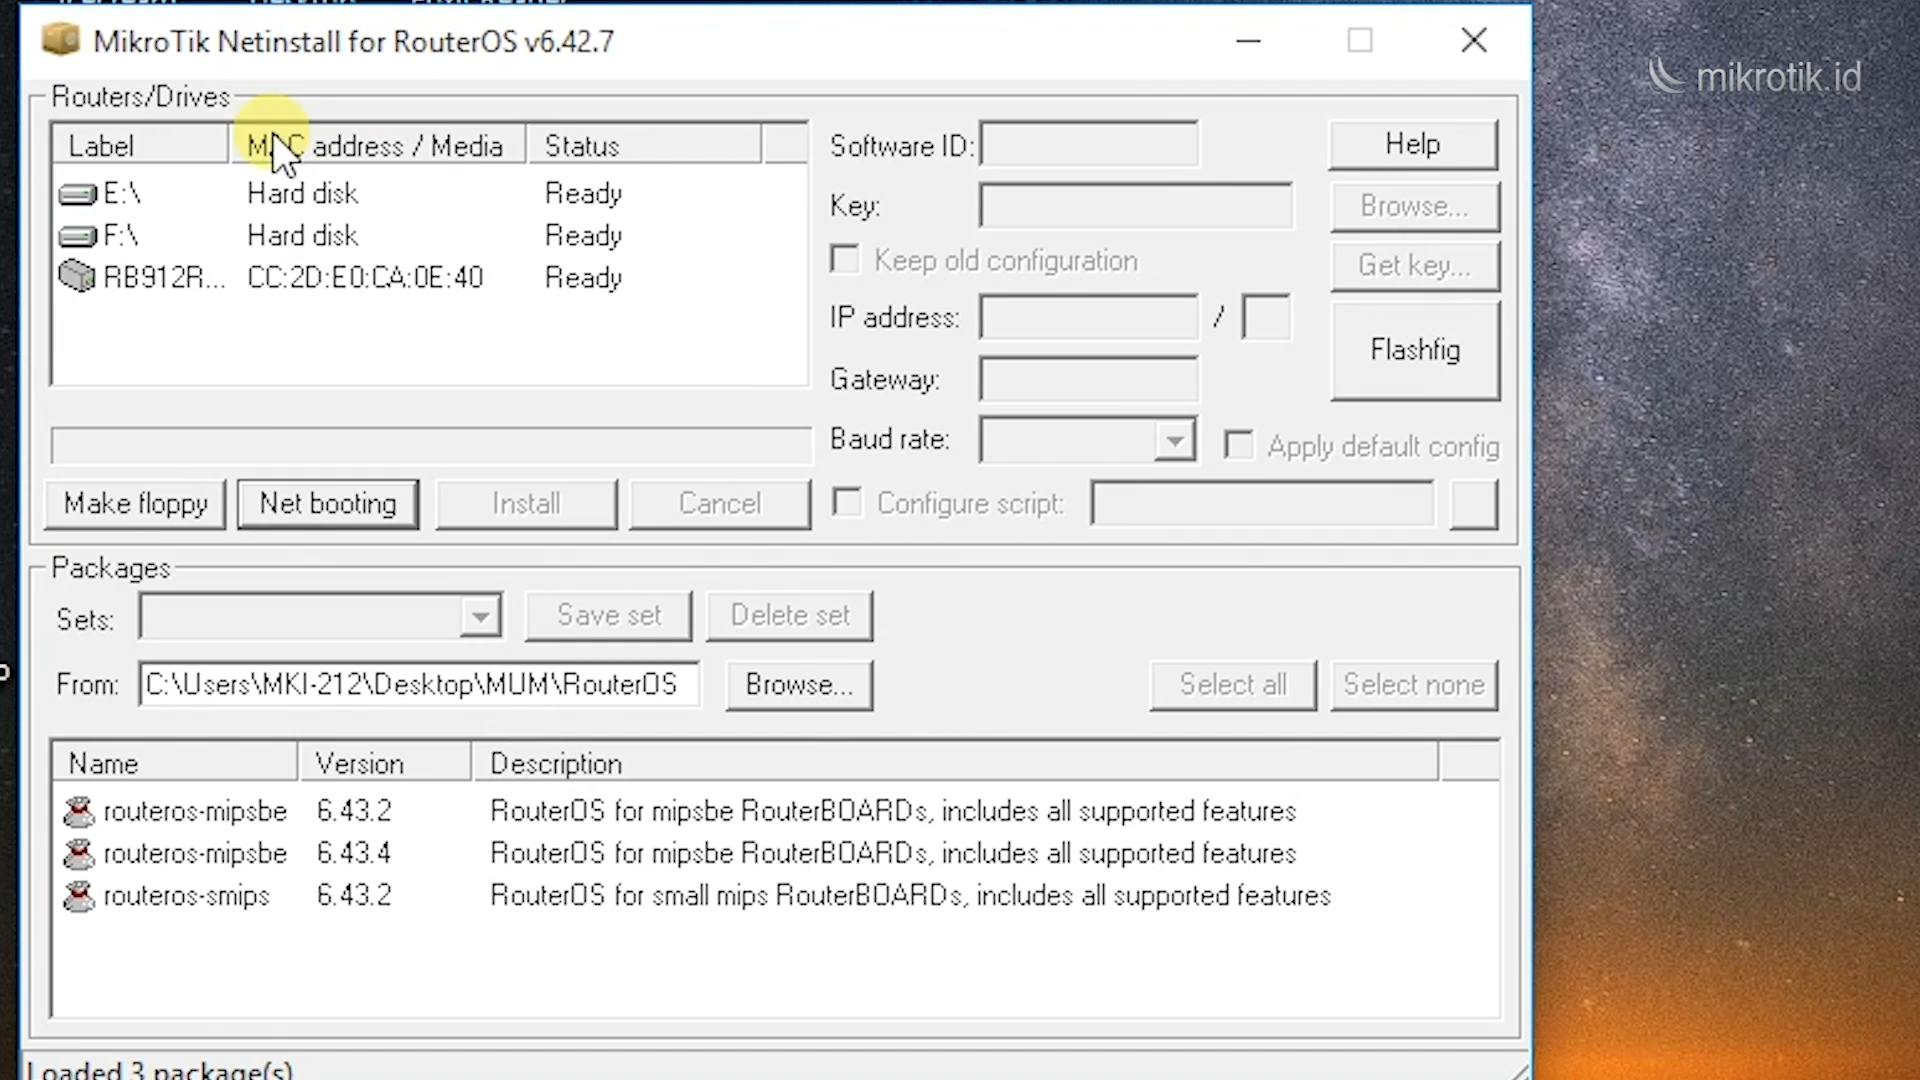 MikroTik Netinstall for RouterOS v6.42.7
mikrotik.id
Routers/Drives
Label MAC address / Media Status
E:\ Hard disk Ready
F:\ Hard disk Ready
RB912R... CC:2D:E0:CA:0E:40 Ready
Software ID: Help
Key: Browse...
Keep old configuration Get key...
IP address: / Flashfig
Gateway:
Baud rate: Apply default config
Make floppy Net booting Install Cancel Configure script:
Packages
Sets: Save set Delete set
From: C:\Users\MKI-212\Desktop\MUM\RouterOS Browse... Select all Select none
Name Version Description
routeros-mipsbe 6.43.2 RouterOS for mipsbe RouterBOARDs, includes all supported features
routeros-mipsbe 6.43.4 RouterOS for mipsbe RouterBOARDs, includes all supported features
routeros-smips 6.43.2 RouterOS for small mips RouterBOARDs, includes all supported features
Loaded 3 package(s)